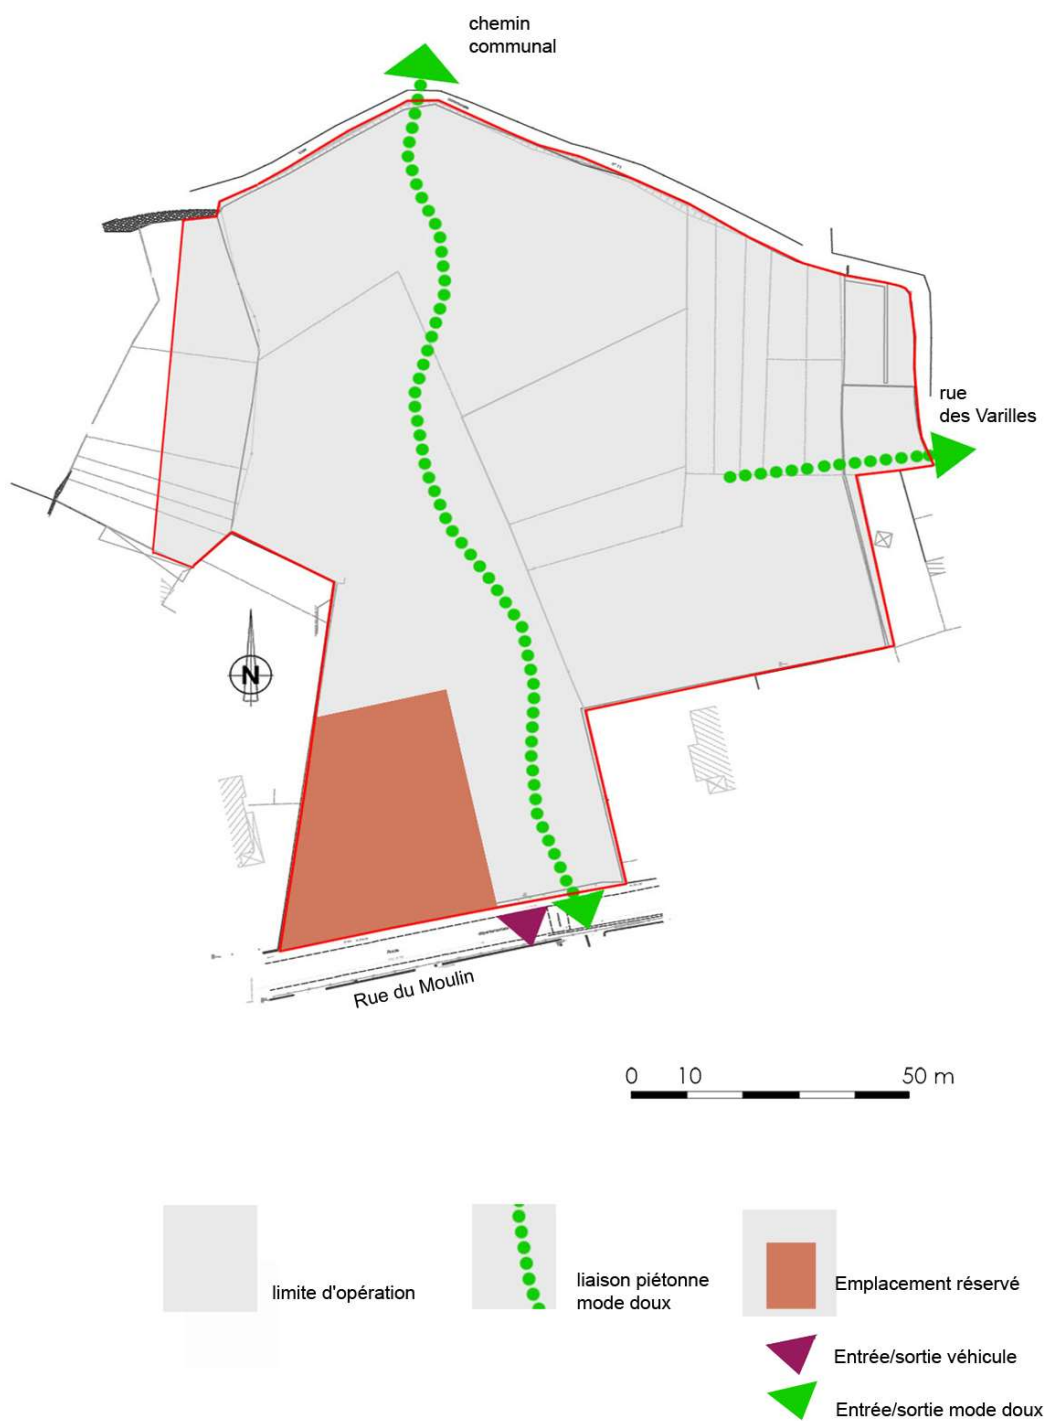 chemin
communal
rue
des Varilles
N
Rue du Moulin
0 10 50 m
limite d'opération
liaison piétonne
mode doux
Emplacement réservé
Entrée/sortie véhicule
Entrée/sortie mode doux